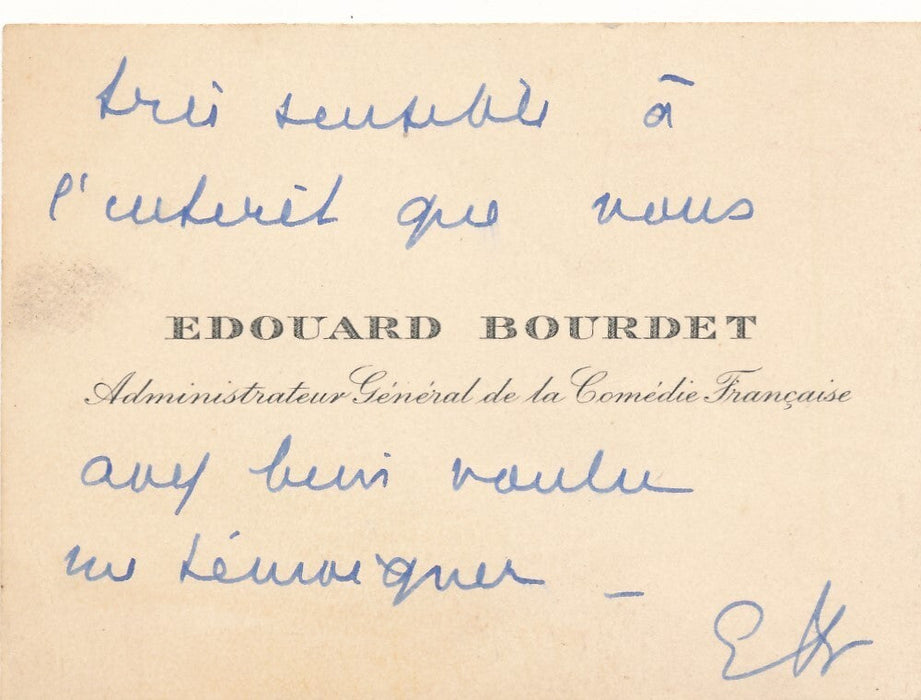 très sensible à
l'intérêt que vous
EDOUARD BOURDET
Administrateur Général de la Comédie Française
avez bien voulu
me témoigner _